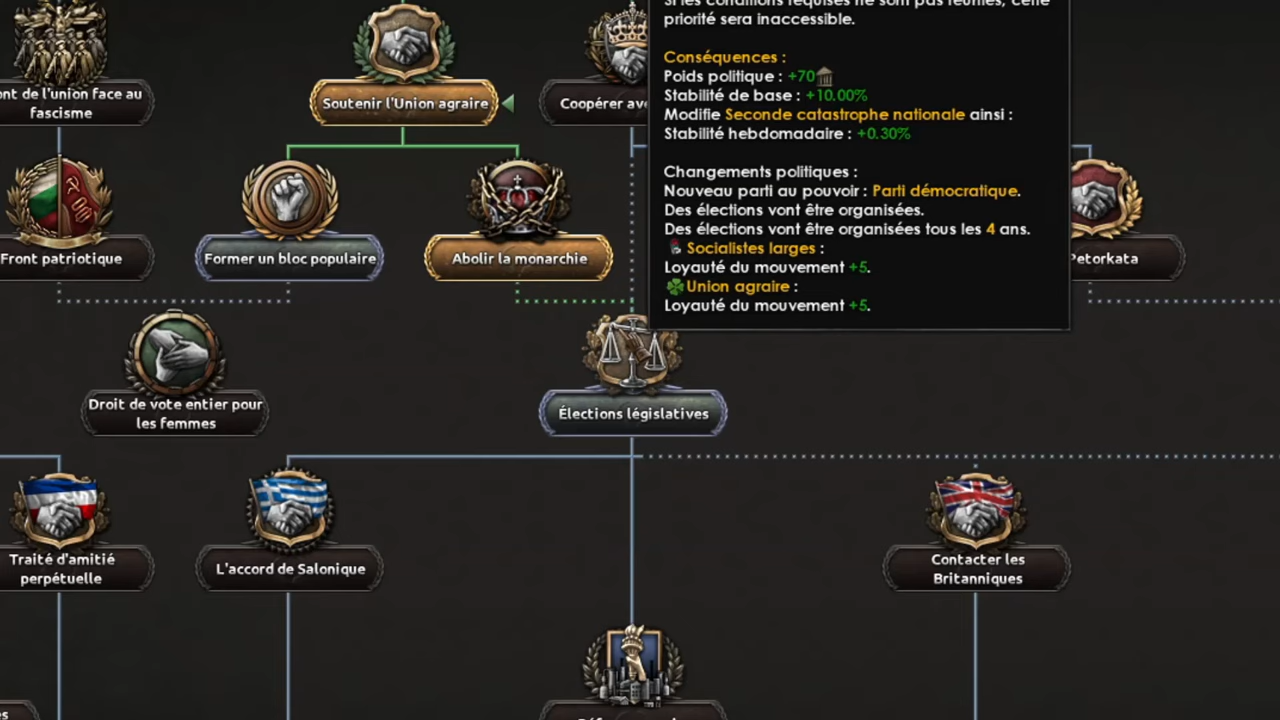 Si les conditions requises ne sont pas réunies, cette
priorité sera inaccessible.
Conséquences :
Poids politique : +70
Stabilité de base : +10.00%
Modifie Seconde catastrophe nationale ainsi :
Stabilité hebdomadaire : +0.30%
Changements politiques :
Nouveau parti au pouvoir : Parti démocratique.
Des élections vont être organisées.
Des élections vont être organisées tous les 4 ans.
Socialistes larges :
Loyauté du mouvement +5.
Union agraire :
Loyauté du mouvement +5.
de l'union face au
fascisme
Soutenir l'Union agraire
Coopérer
Front patriotique
Former un bloc populaire
Abolir la monarchie
Petorkata
Droit de vote entier pour
les femmes
Élections législatives
Traité d'amitié
perpétuelle
L'accord de Salonique
Contacter les
Britanniques